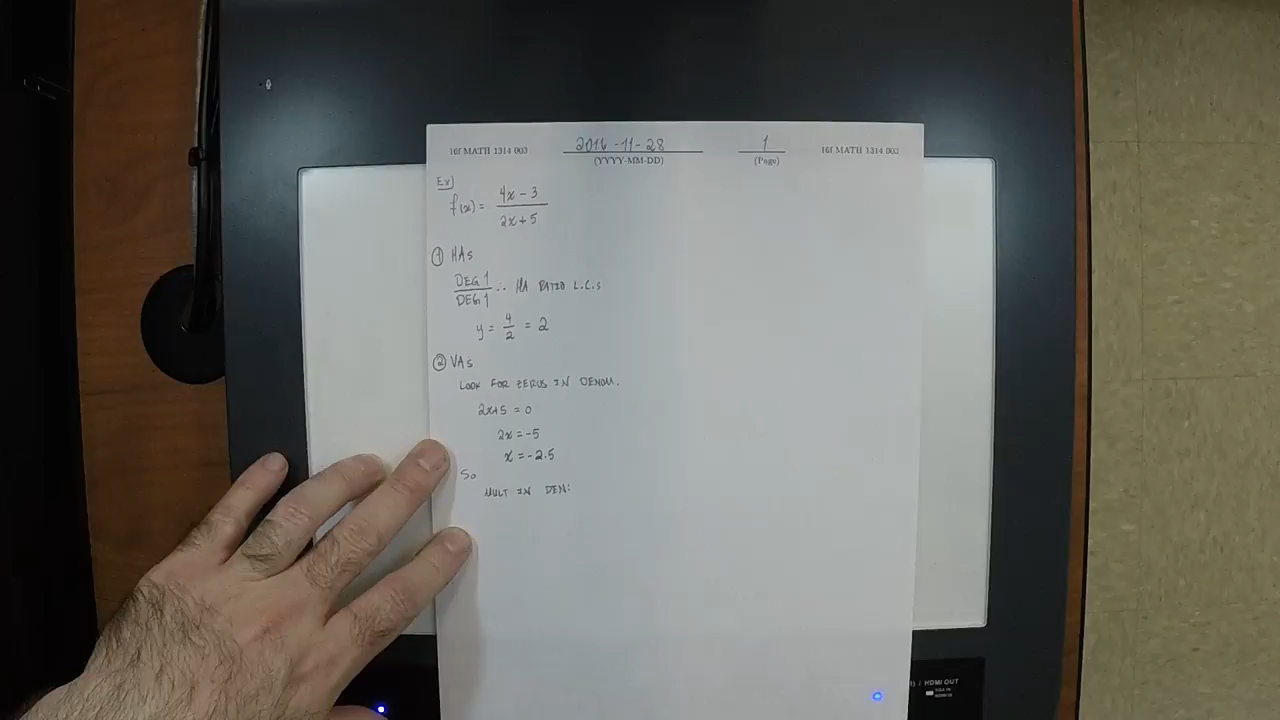 16f MATH 1314 003 2016-11-28 1 16f MATH 1314 003
(YYYY-MM-DD) (Page)
Ex)
f(x) = (4x - 3)/(2x + 5)
① HAs
DEG 1/DEG 1 ∴ HA RATIO L.C.S
y = 4/2 = 2
② VAs
LOOK FOR ZEROS IN DENOM.
2x+5 = 0
2x = -5
x = -2.5
So
MULT IN DEN:
/ HDMI OUT